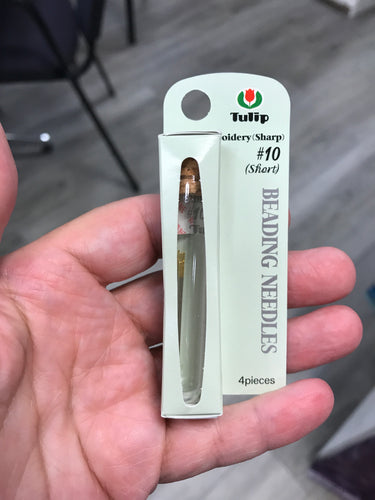 Tulip
oidery (Sharp)
#10
(Short)
BEADING NEEDLES
4pieces